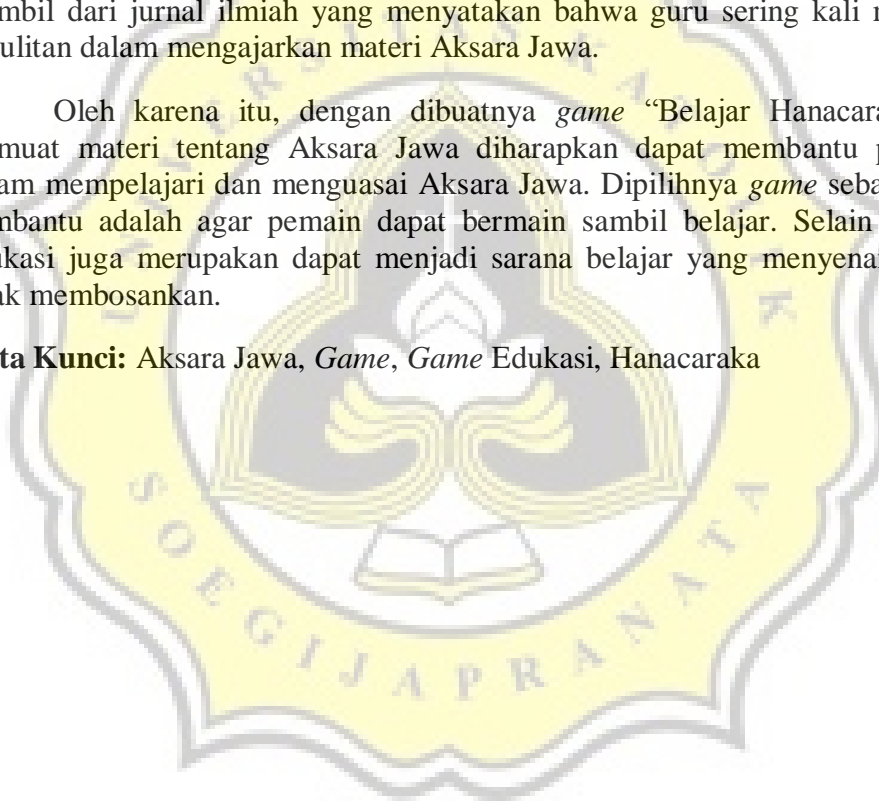 mbil dari jurnal ilmiah yang menyatakan bahwa guru sering kali
ulitan dalam mengajarkan materi Aksara Jawa.
Oleh karena itu, dengan dibuatnya game “Belajar Hanacara
muat materi tentang Aksara Jawa diharapkan dapat membantu
am mempelajari dan menguasai Aksara Jawa. Dipilihnya game seba
mbantu adalah agar pemain dapat bermain sambil belajar. Selain
ukasi juga merupakan dapat menjadi sarana belajar yang menyena
ak membosankan.
ta Kunci: Aksara Jawa, Game, Game Edukasi, Hanacaraka
UNIVERSITAS KATOLIK
SOEGIJAPRANATA